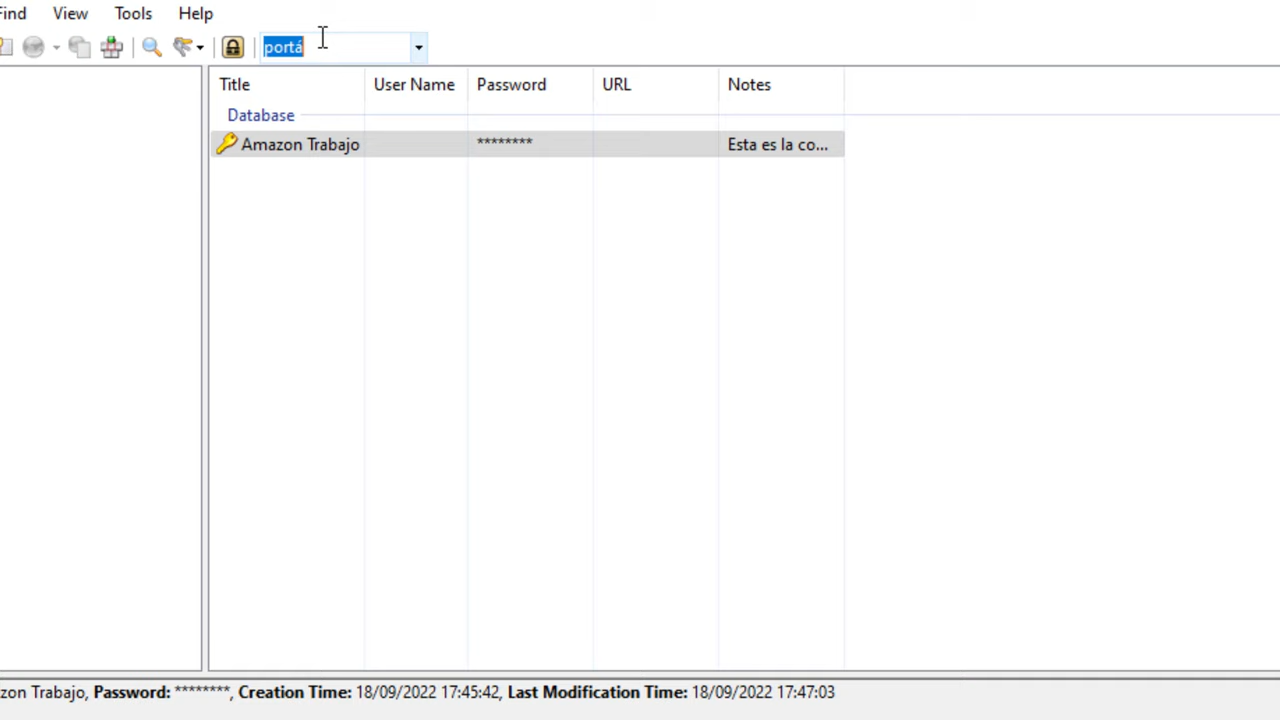 Find View Tools Help
portá
Title User Name Password URL Notes
Database
Amazon Trabajo ******** Esta es la co...
zon Trabajo, Password: ********, Creation Time: 18/09/2022 17:45:42, Last Modification Time: 18/09/2022 17:47:03